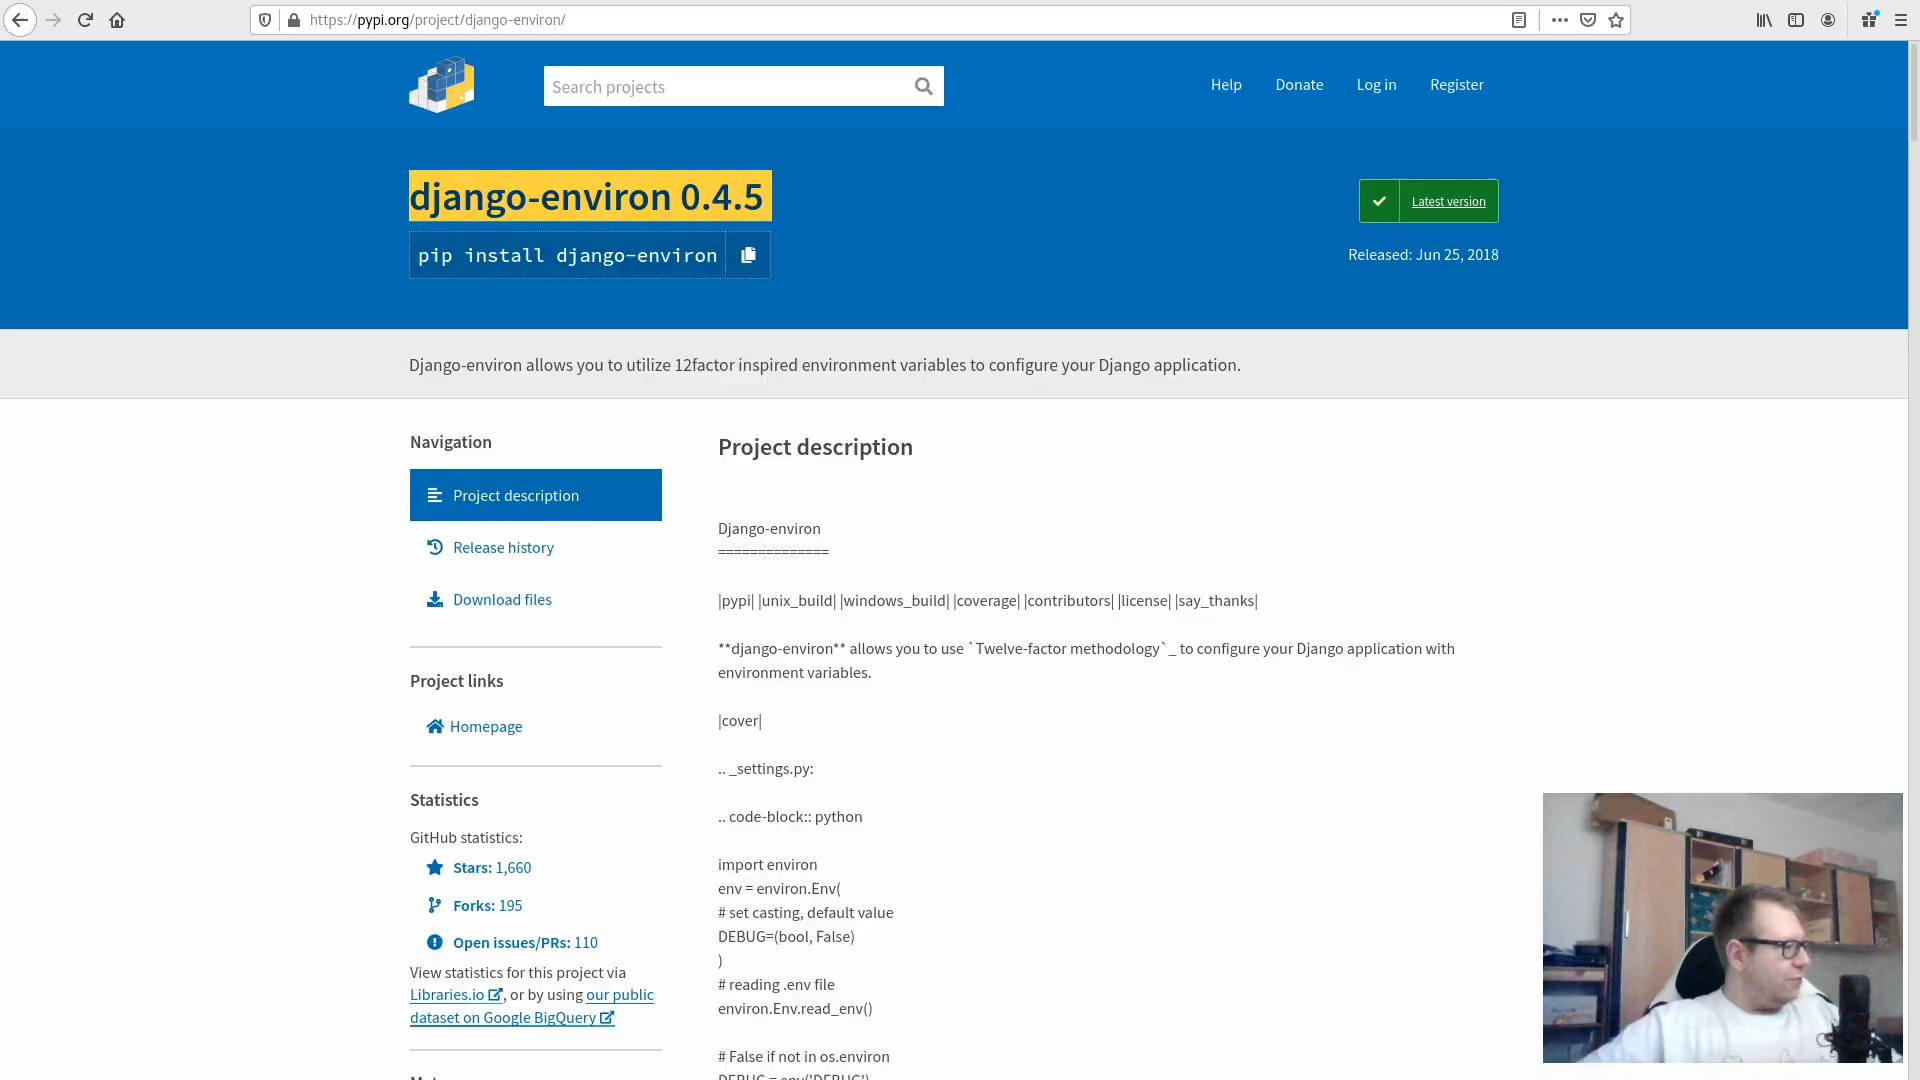 https://pypi.org/project/django-environ/
Search projects
Help
Donate
Log in
Register
django-environ 0.4.5
Latest version
pip install django-environ
Released: Jun 25, 2018
Django-environ allows you to utilize 12factor inspired environment variables to configure your Django application.
Navigation
Project description
Release history
Download files
Project links
Homepage
Statistics
GitHub statistics:
Stars: 1,660
Forks: 195
Open issues/PRs: 110
View statistics for this project via
Libraries.io, or by using our public
dataset on Google BigQuery
Project description
Django-environ
==============
|pypi| |unix_build| |windows_build| |coverage| |contributors| |license| |say_thanks|
**django-environ** allows you to use `Twelve-factor methodology`_ to configure your Django application with
environment variables.
|cover|
.. _settings.py:
.. code-block:: python
import environ
env = environ.Env(
# set casting, default value
DEBUG=(bool, False)
)
# reading .env file
environ.Env.read_env()
# False if not in os.environ
DEBUG = env('DEBUG')